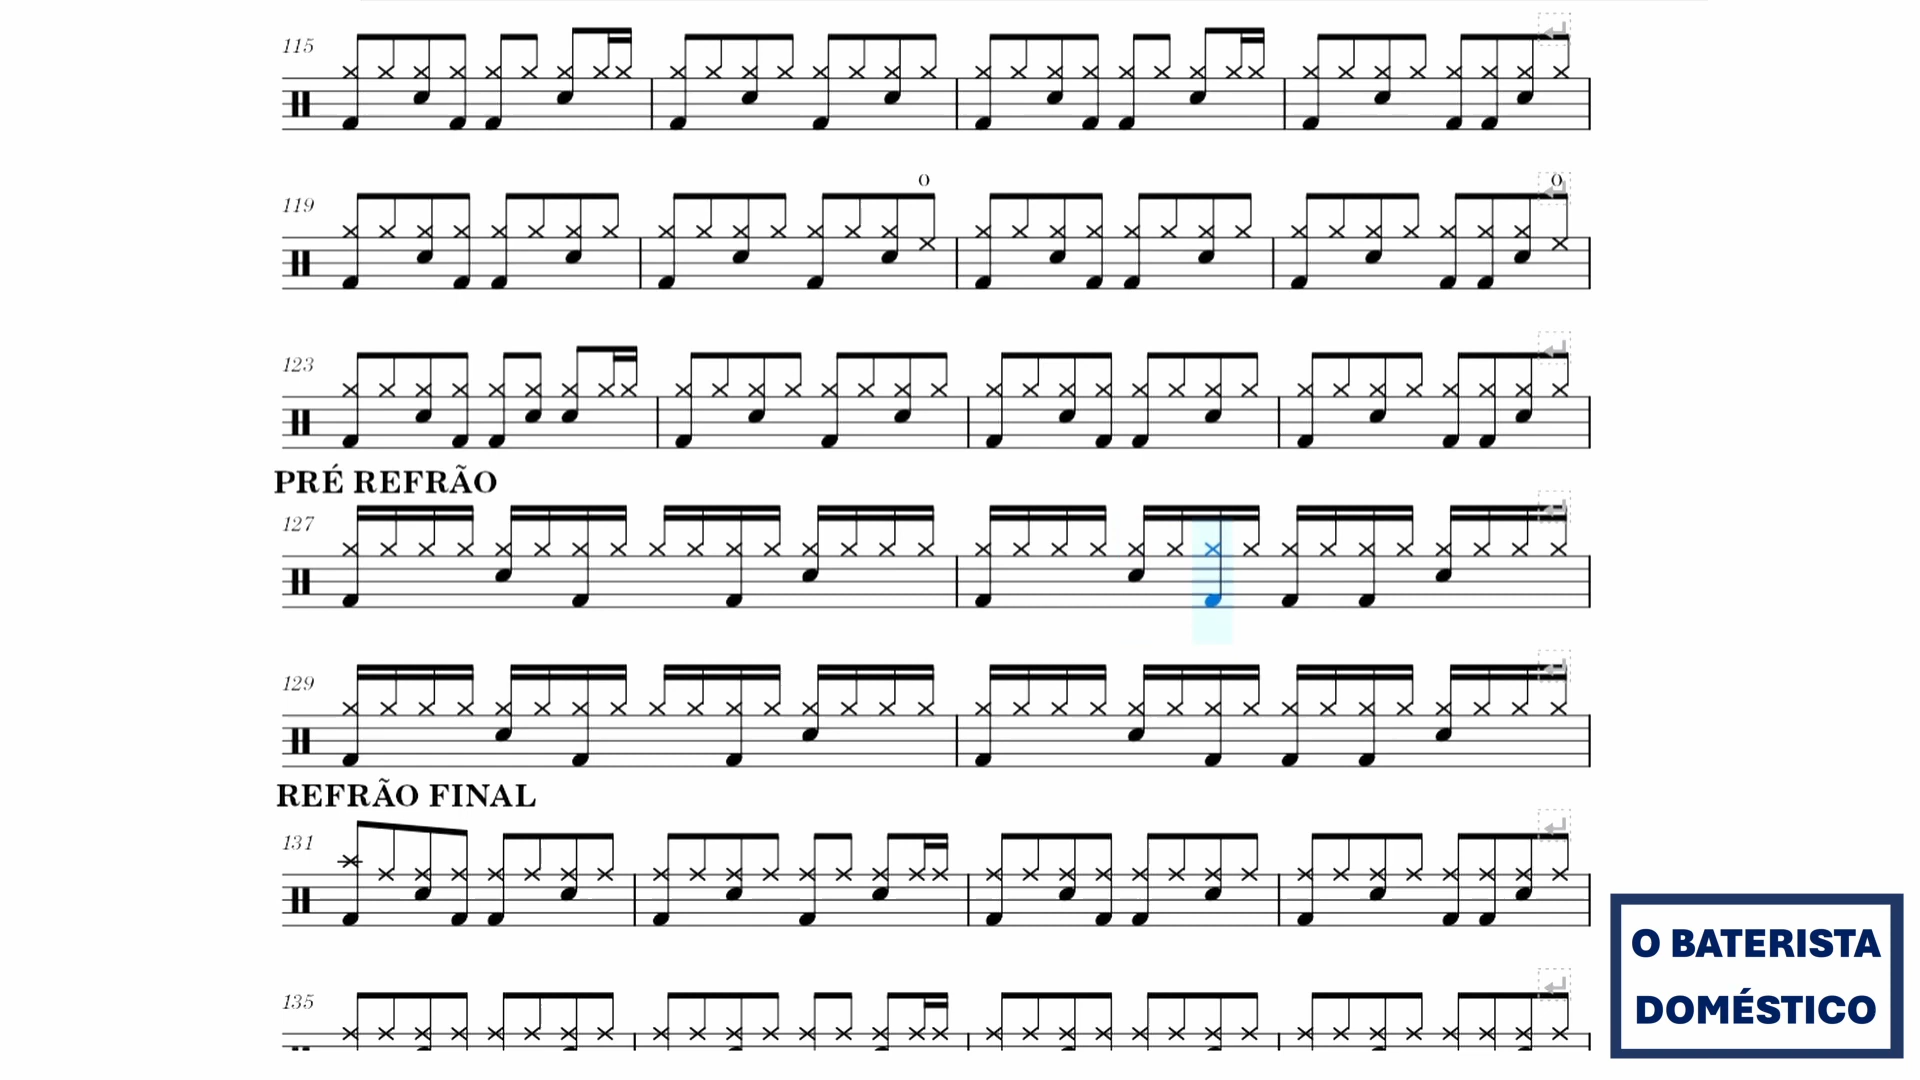 115
o
119
o
123
PRÉ REFRÃO
127
129
REFRÃO FINAL
131
135
O BATERISTA
DOMÉSTICO